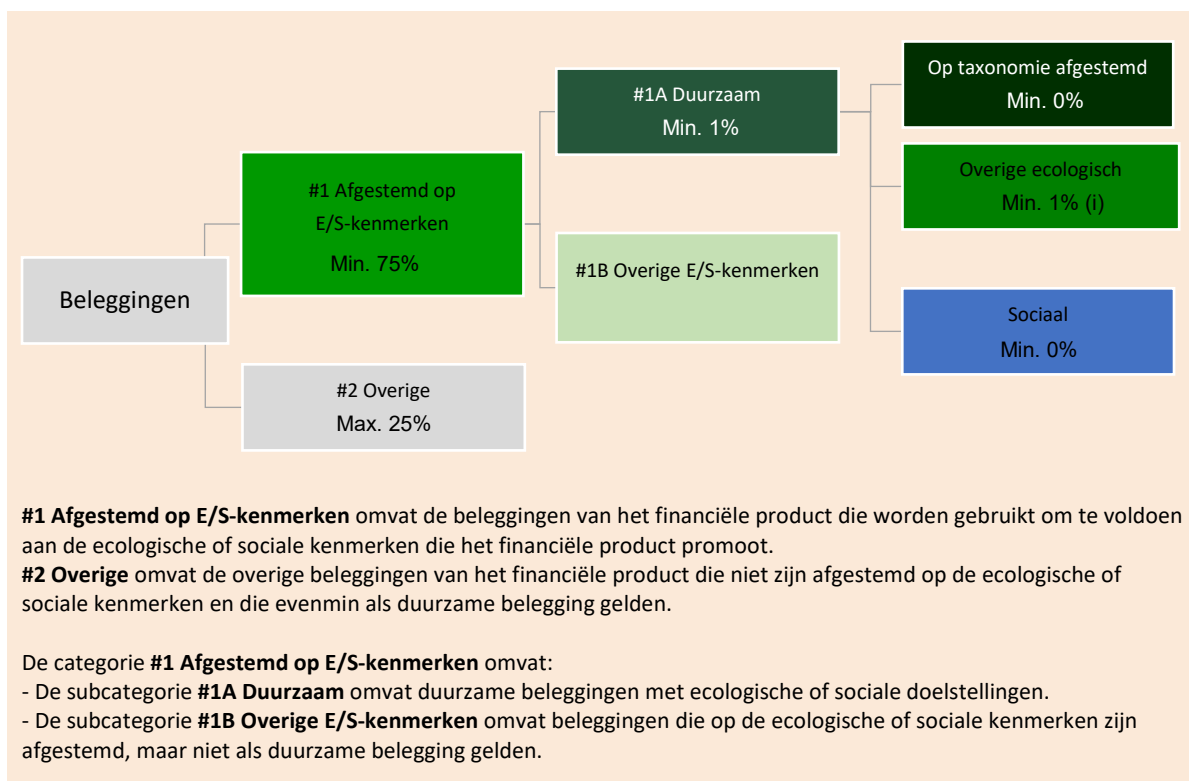 Op taxonomie afgestemd
Min. 0%
#1A Duurzaam
Min. 1%
Overige ecologisch
Min. 1% (i)
#1 Afgestemd op
E/S-kenmerken
Min. 75%
#1B Overige E/S-kenmerken
Beleggingen
Sociaal
Min. 0%
#2 Overige
Max. 25%
#1 Afgestemd op E/S-kenmerken omvat de beleggingen van het financiële product die worden gebruikt om te voldoen
aan de ecologische of sociale kenmerken die het financiële product promoot.
#2 Overige omvat de overige beleggingen van het financiële product die niet zijn afgestemd op de ecologische of
sociale kenmerken en die evenmin als duurzame belegging gelden.
De categorie #1 Afgestemd op E/S-kenmerken omvat:
- De subcategorie #1A Duurzaam omvat duurzame beleggingen met ecologische of sociale doelstellingen.
- De subcategorie #1B Overige E/S-kenmerken omvat beleggingen die op de ecologische of sociale kenmerken zijn
afgestemd, maar niet als duurzame belegging gelden.